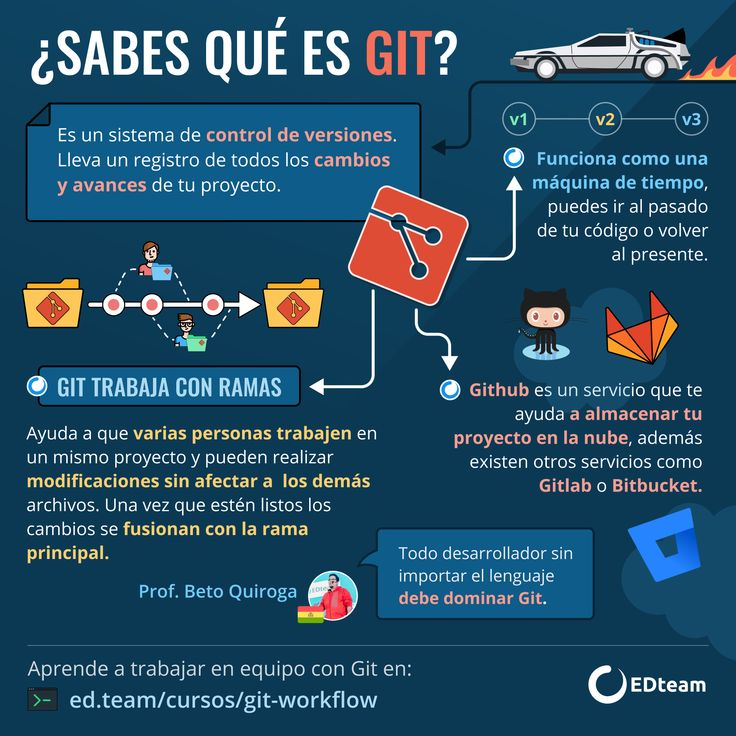 ¿SABES QUÉ ES GIT?
Es un sistema de control de versiones.
Lleva un registro de todos los cambios
y avances de tu proyecto.
v1
v2
v3
Funciona como una
máquina de tiempo,
puedes ir al pasado
de tu código o volver
al presente.
GIT TRABAJA CON RAMAS
Ayuda a que varias personas trabajen en
un mismo proyecto y pueden realizar
modificaciones sin afectar a los demás
archivos. Una vez que estén listos los
cambios se fusionan con la rama
principal.
Github es un servicio que te
ayuda a almacenar tu
proyecto en la nube, además
existen otros servicios como
Gitlab o Bitbucket.
Prof. Beto Quiroga
Todo desarrollador sin
importar el lenguaje
debe dominar Git.
Aprende a trabajar en equipo con Git en:
ed.team/cursos/git-workflow
EDteam